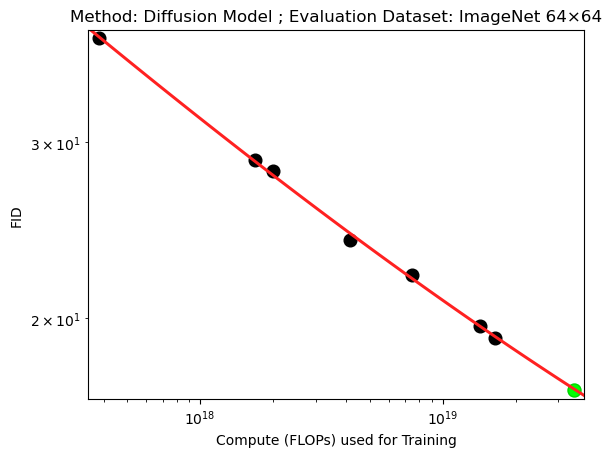 Method: Diffusion Model ; Evaluation Dataset: ImageNet 64×64
3 × 10¹
FID
2 × 10¹
10¹⁸ 10¹⁹
Compute (FLOPs) used for Training